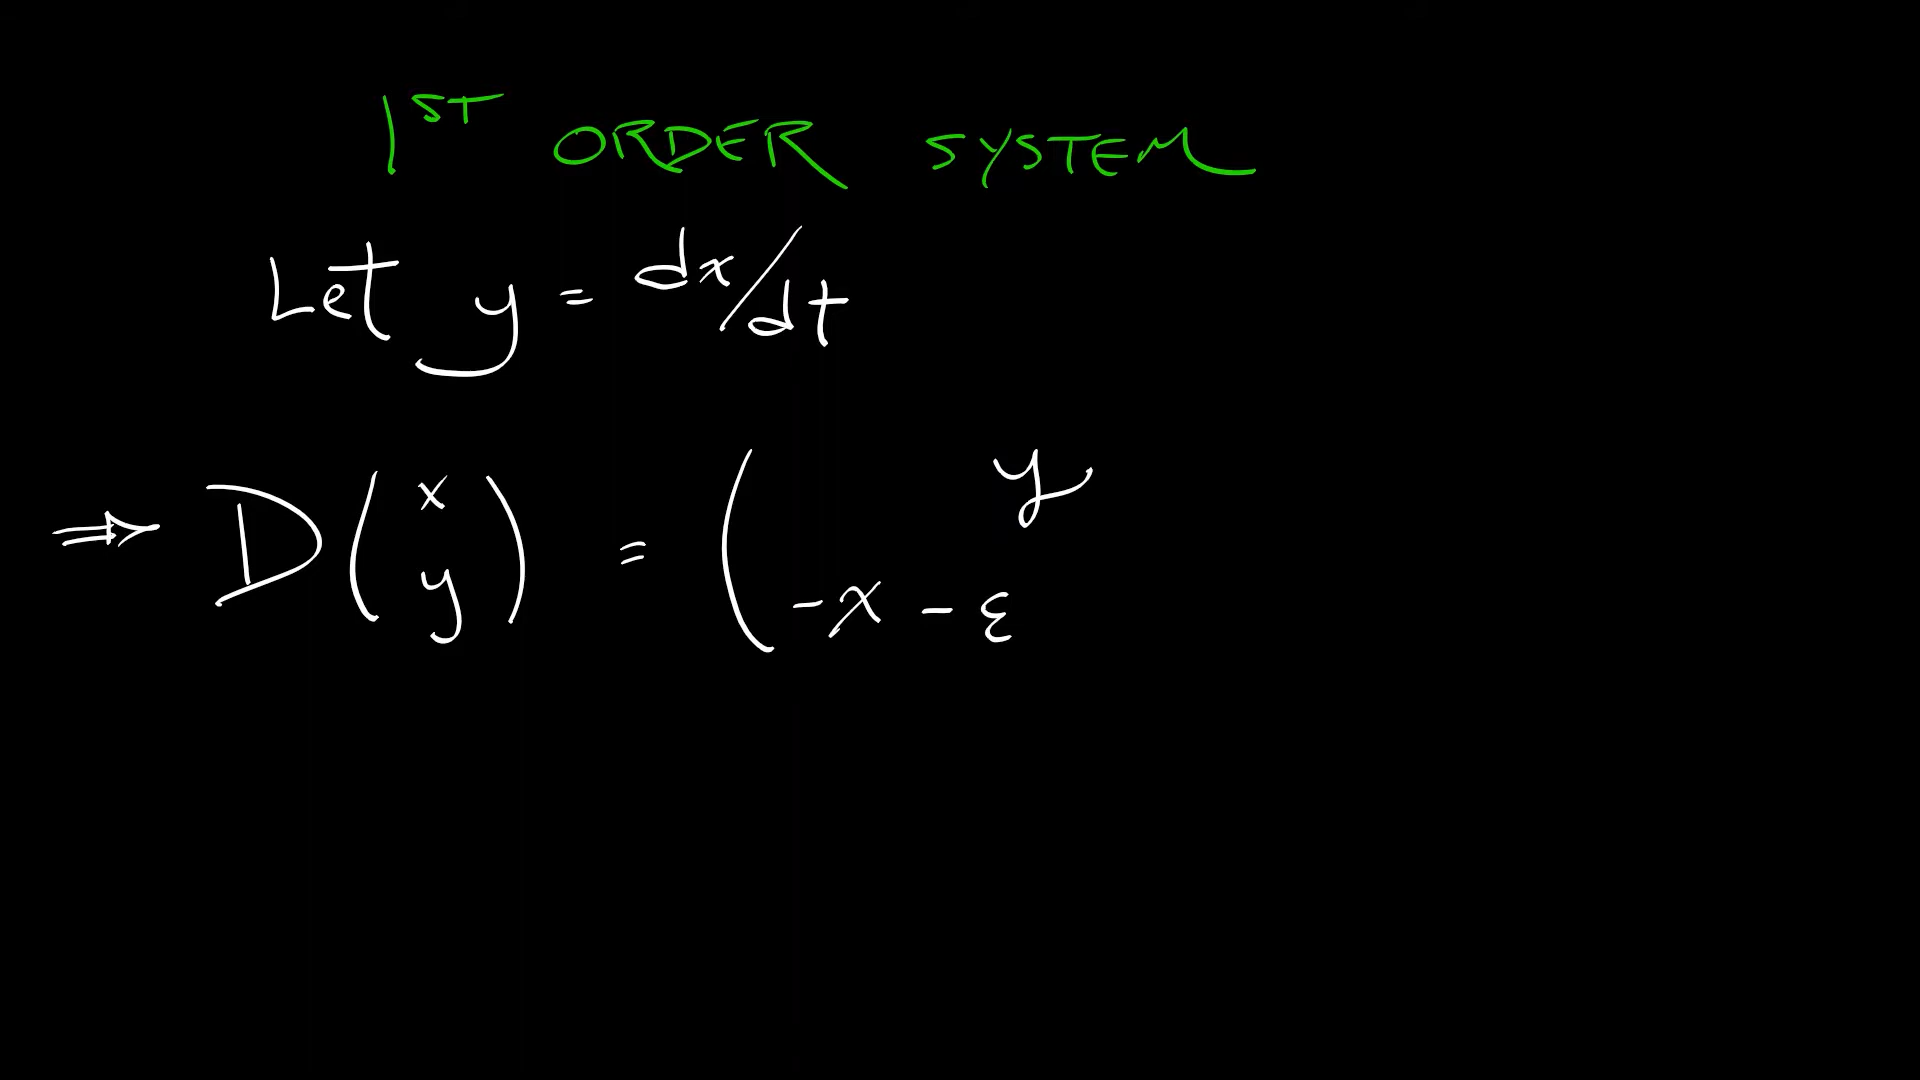 1ST ORDER SYSTEM
Let y = dx/dt
⇒ D(x y) = ( y
-x - ε